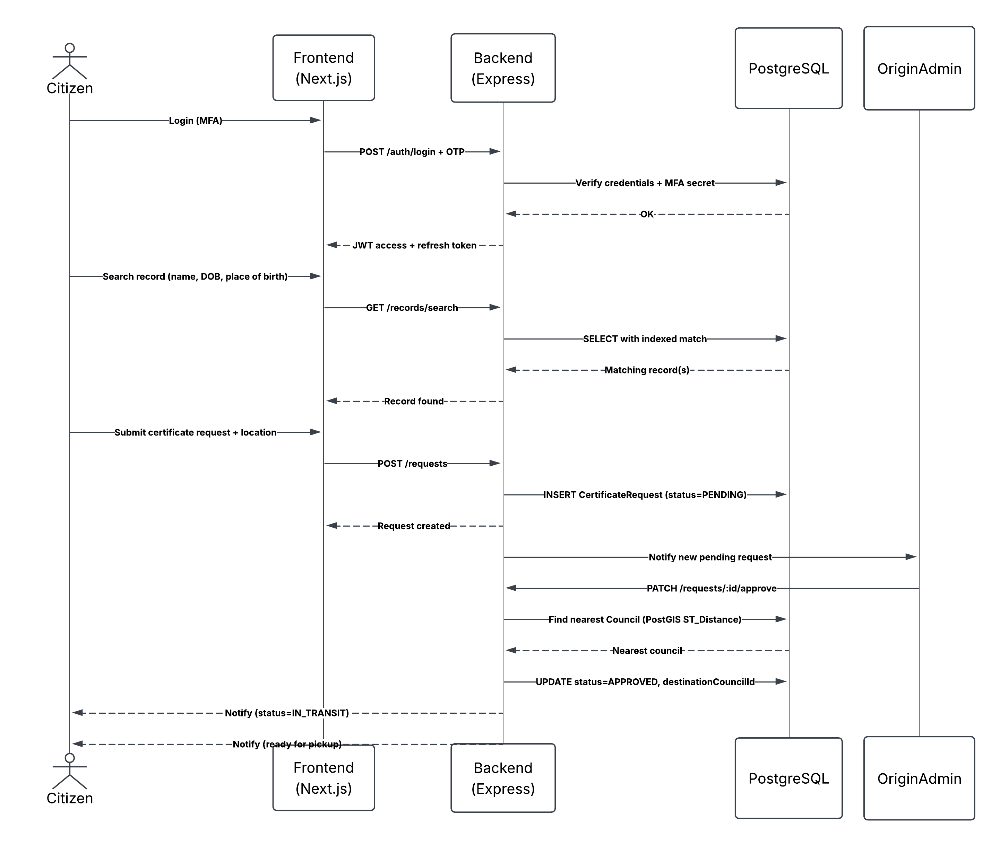 Citizen
Frontend
(Next.js)
Backend
(Express)
PostgreSQL
OriginAdmin
Login (MFA)
POST /auth/login + OTP
Verify credentials + MFA secret
OK
JWT access + refresh token
Search record (name, DOB, place of birth)
GET /records/search
SELECT with indexed match
Matching record(s)
Record found
Submit certificate request + location
POST /requests
INSERT CertificateRequest (status=PENDING)
Request created
Notify new pending request
PATCH /requests/:id/approve
Find nearest Council (PostGIS ST_Distance)
Nearest council
UPDATE status=APPROVED, destinationCouncilId
Notify (status=IN_TRANSIT)
Notify (ready for pickup)
Citizen
Frontend
(Next.js)
Backend
(Express)
PostgreSQL
OriginAdmin